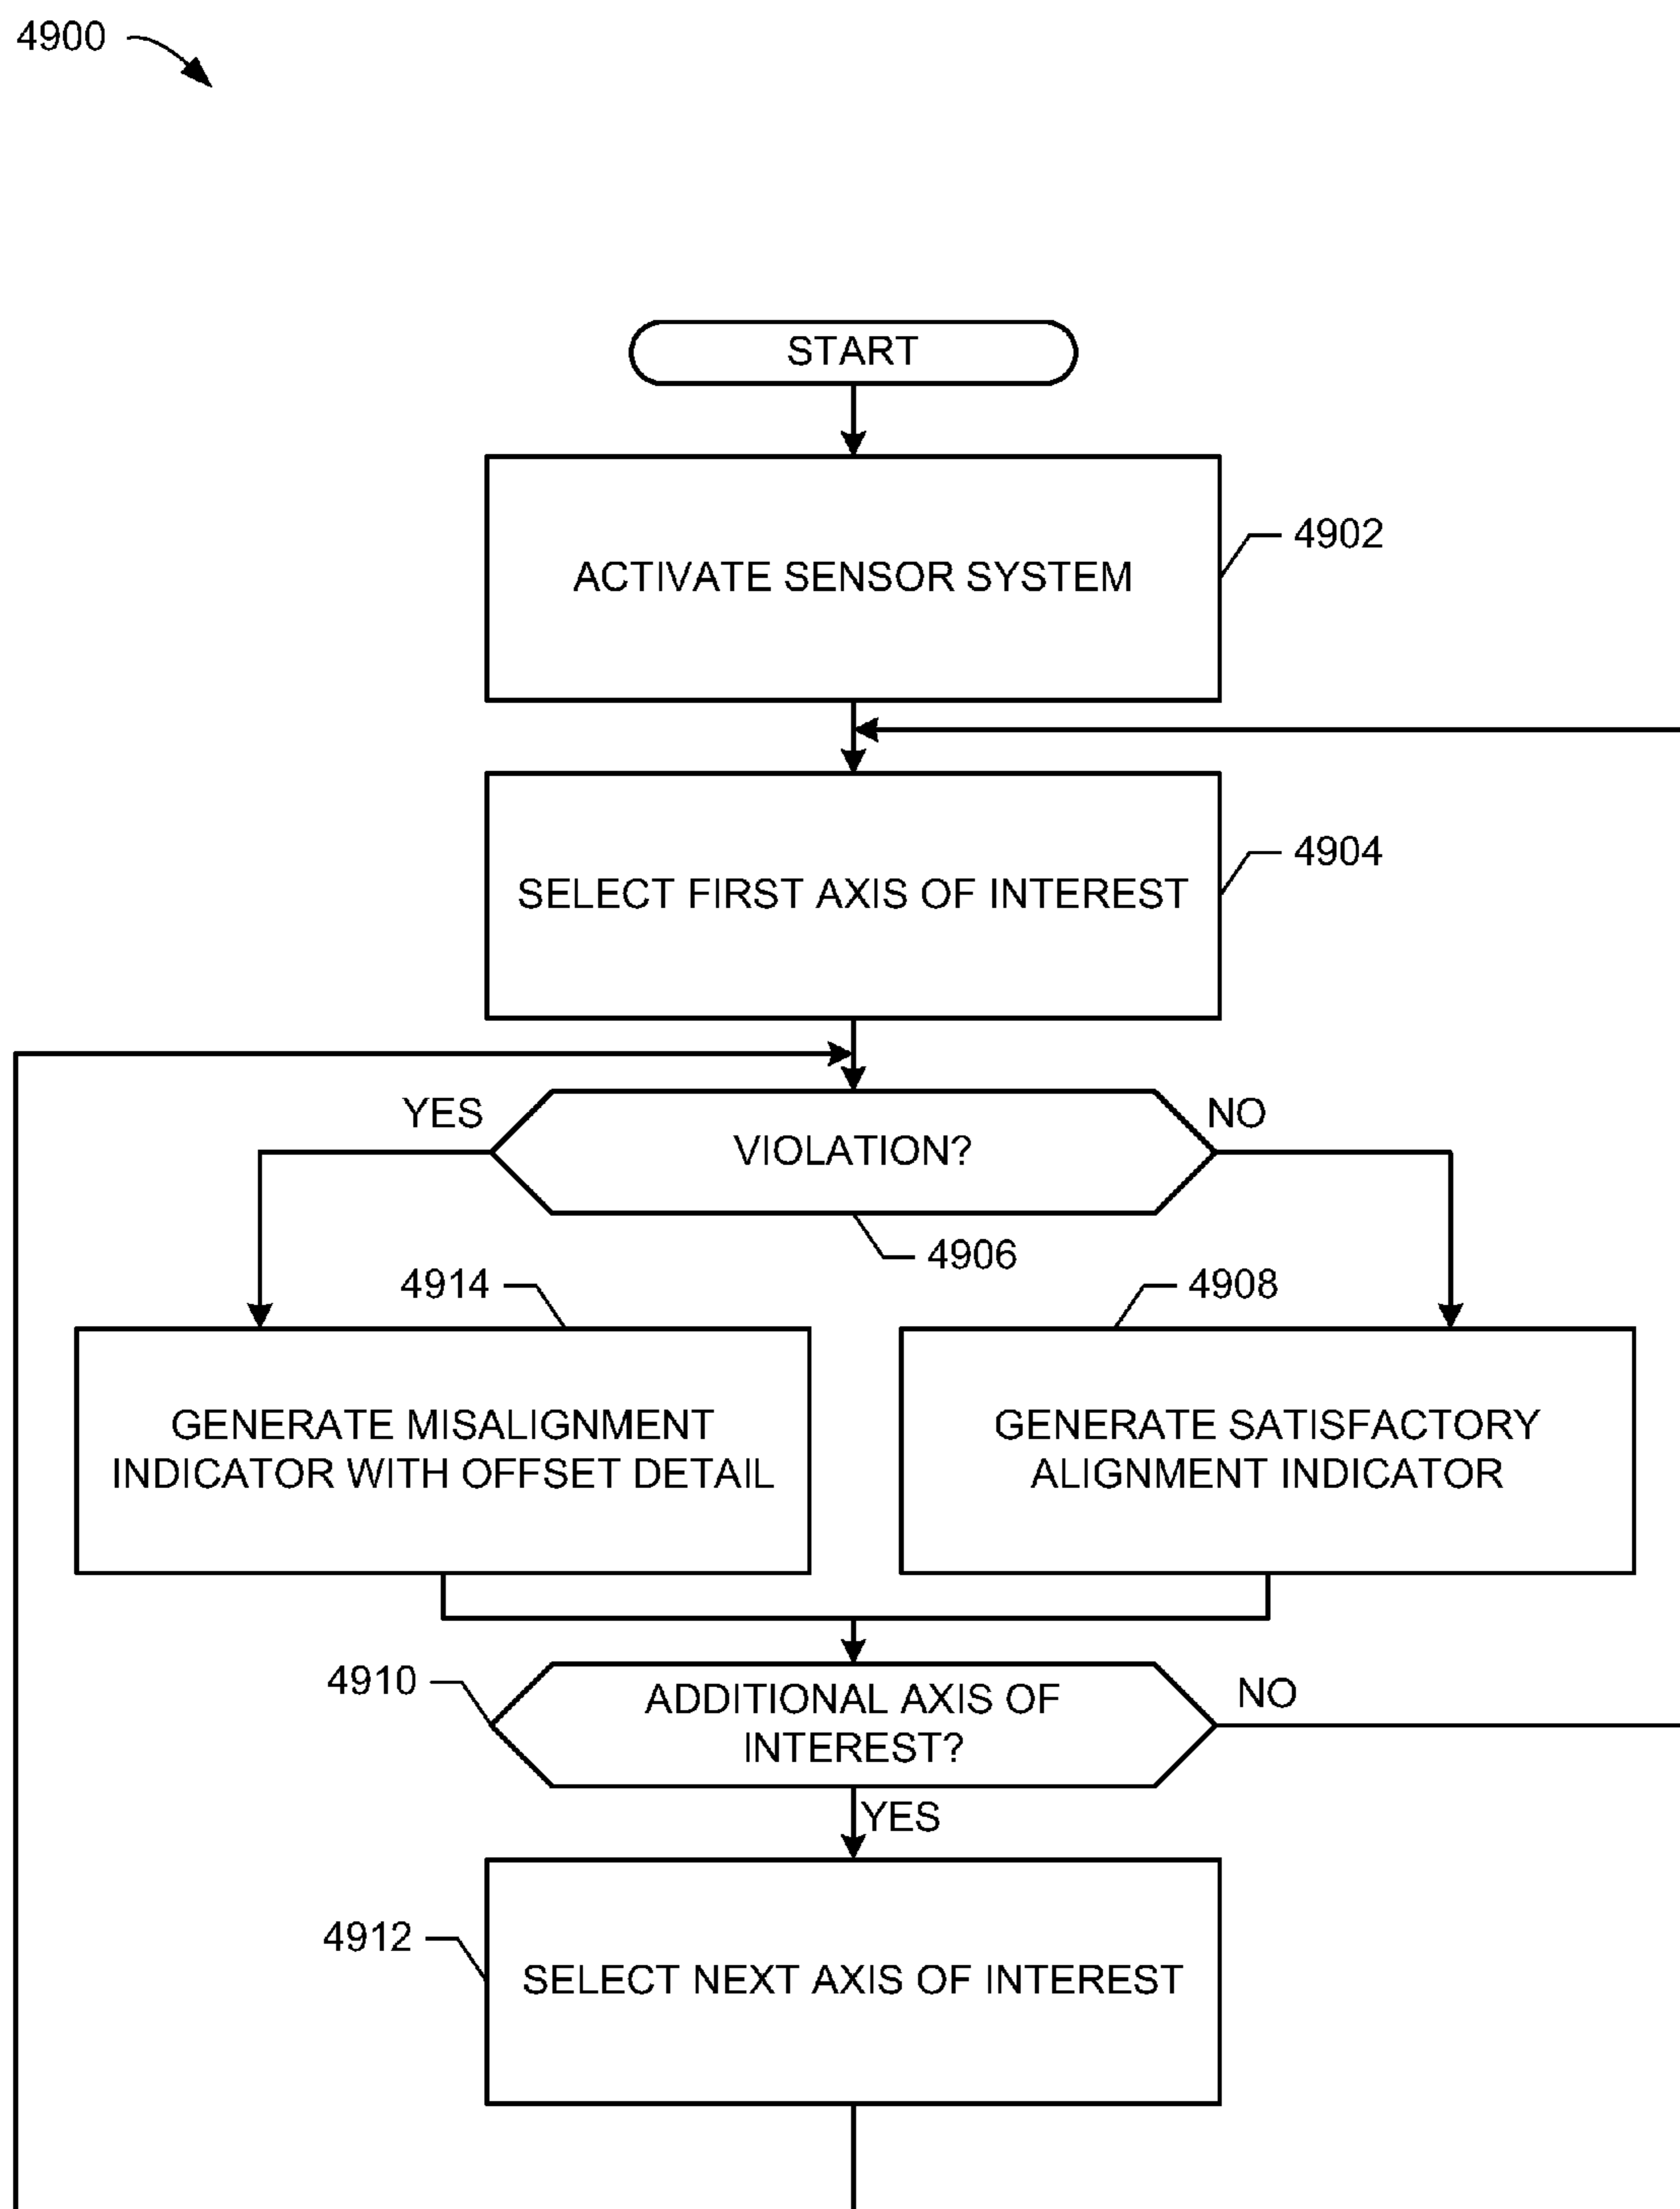 4900
START
ACTIVATE SENSOR SYSTEM
4902
SELECT FIRST AXIS OF INTEREST
4904
YES
VIOLATION?
NO
4906
4914
4908
GENERATE MISALIGNMENT
INDICATOR WITH OFFSET DETAIL
GENERATE SATISFACTORY
ALIGNMENT INDICATOR
4910
ADDITIONAL AXIS OF
INTEREST?
NO
YES
4912
SELECT NEXT AXIS OF INTEREST